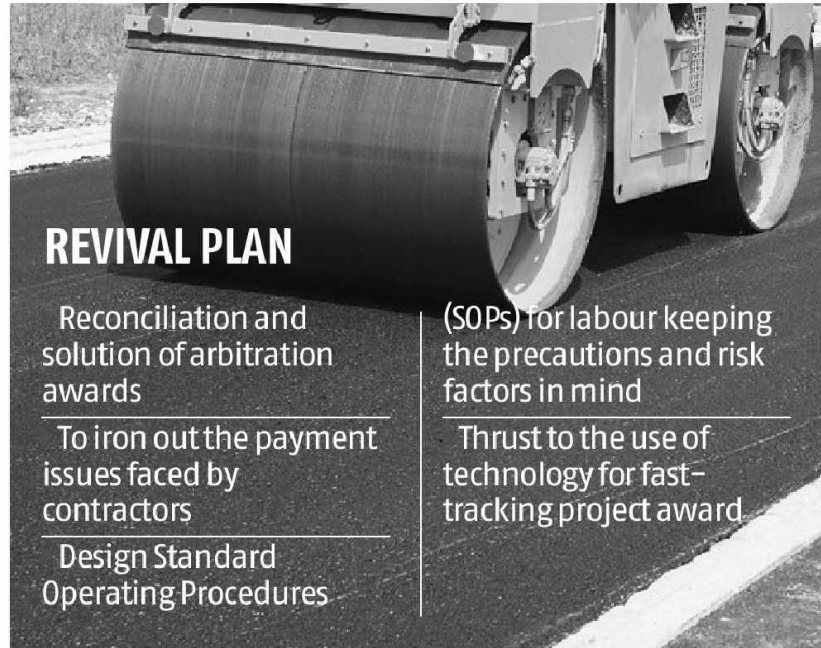 REVIVAL PLAN
Reconciliation and
solution of arbitration
awards
To iron out the payment
issues faced by
contractors
Design Standard
Operating Procedures
(SOPs) for labour keeping
the precautions and risk
factors in mind
Thrust to the use of
technology for fast-
tracking project award